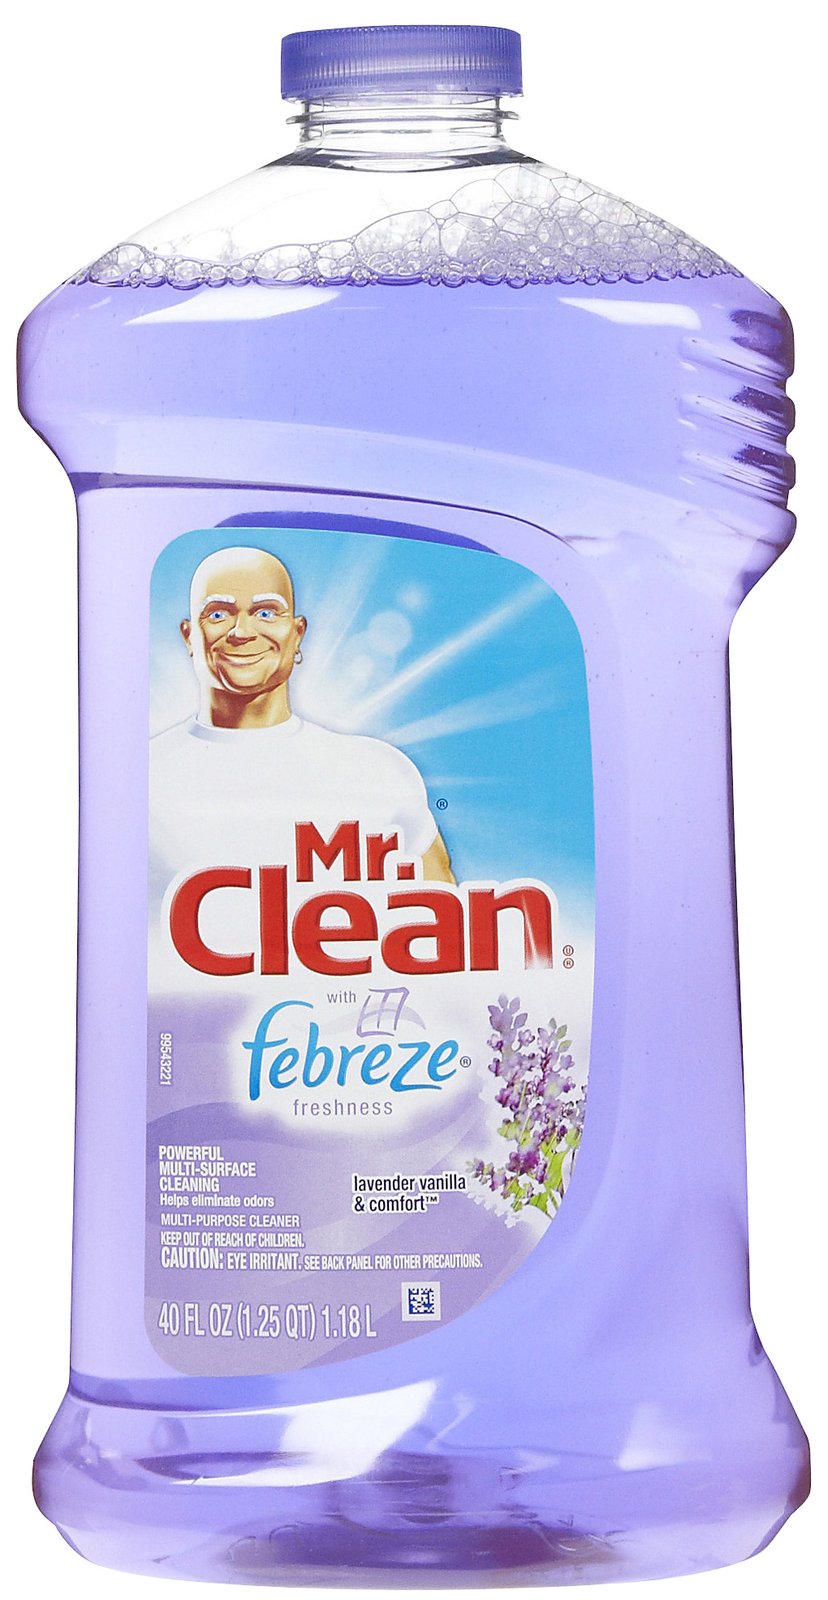 ®
Mr.
Clean
Ⓤ
®
with
febreze®
freshness
99543221
POWERFUL
MULTI-SURFACE
CLEANING
Helps eliminate odors
lavender vanilla
& comfort™
MULTI-PURPOSE CLEANER
KEEP OUT OF REACH OF CHILDREN.
CAUTION: EYE IRRITANT. SEE BACK PANEL FOR OTHER PRECAUTIONS.
40 FL OZ (1.25 QT) 1.18 L